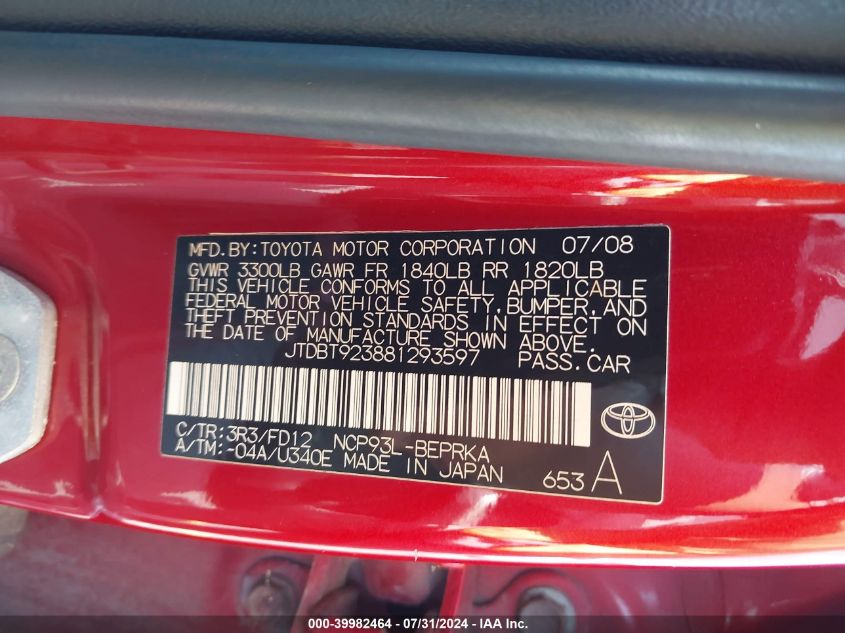 MFD.BY:TOYOTA MOTOR CORPORATION 07/08
GVWR 3300LB GAWR FR 1840LB RR 1820LB
THIS VEHICLE CONFORMS TO ALL APPLICABLE
FEDERAL MOTOR VEHICLE SAFETY,BUMPER,AND
THEFT PREVENTION STANDARDS IN EFFECT ON
THE DATE OF MANUFACTURE SHOWN ABOVE.
JTDBT923881293597 PASS.CAR
C/TR:3R3/FD12 NCP93L-BEPRKA
A/TM:-04A/U340E MADE IN JAPAN 653 A
000-39982464 - 07/31/2024 - IAAI.COM.